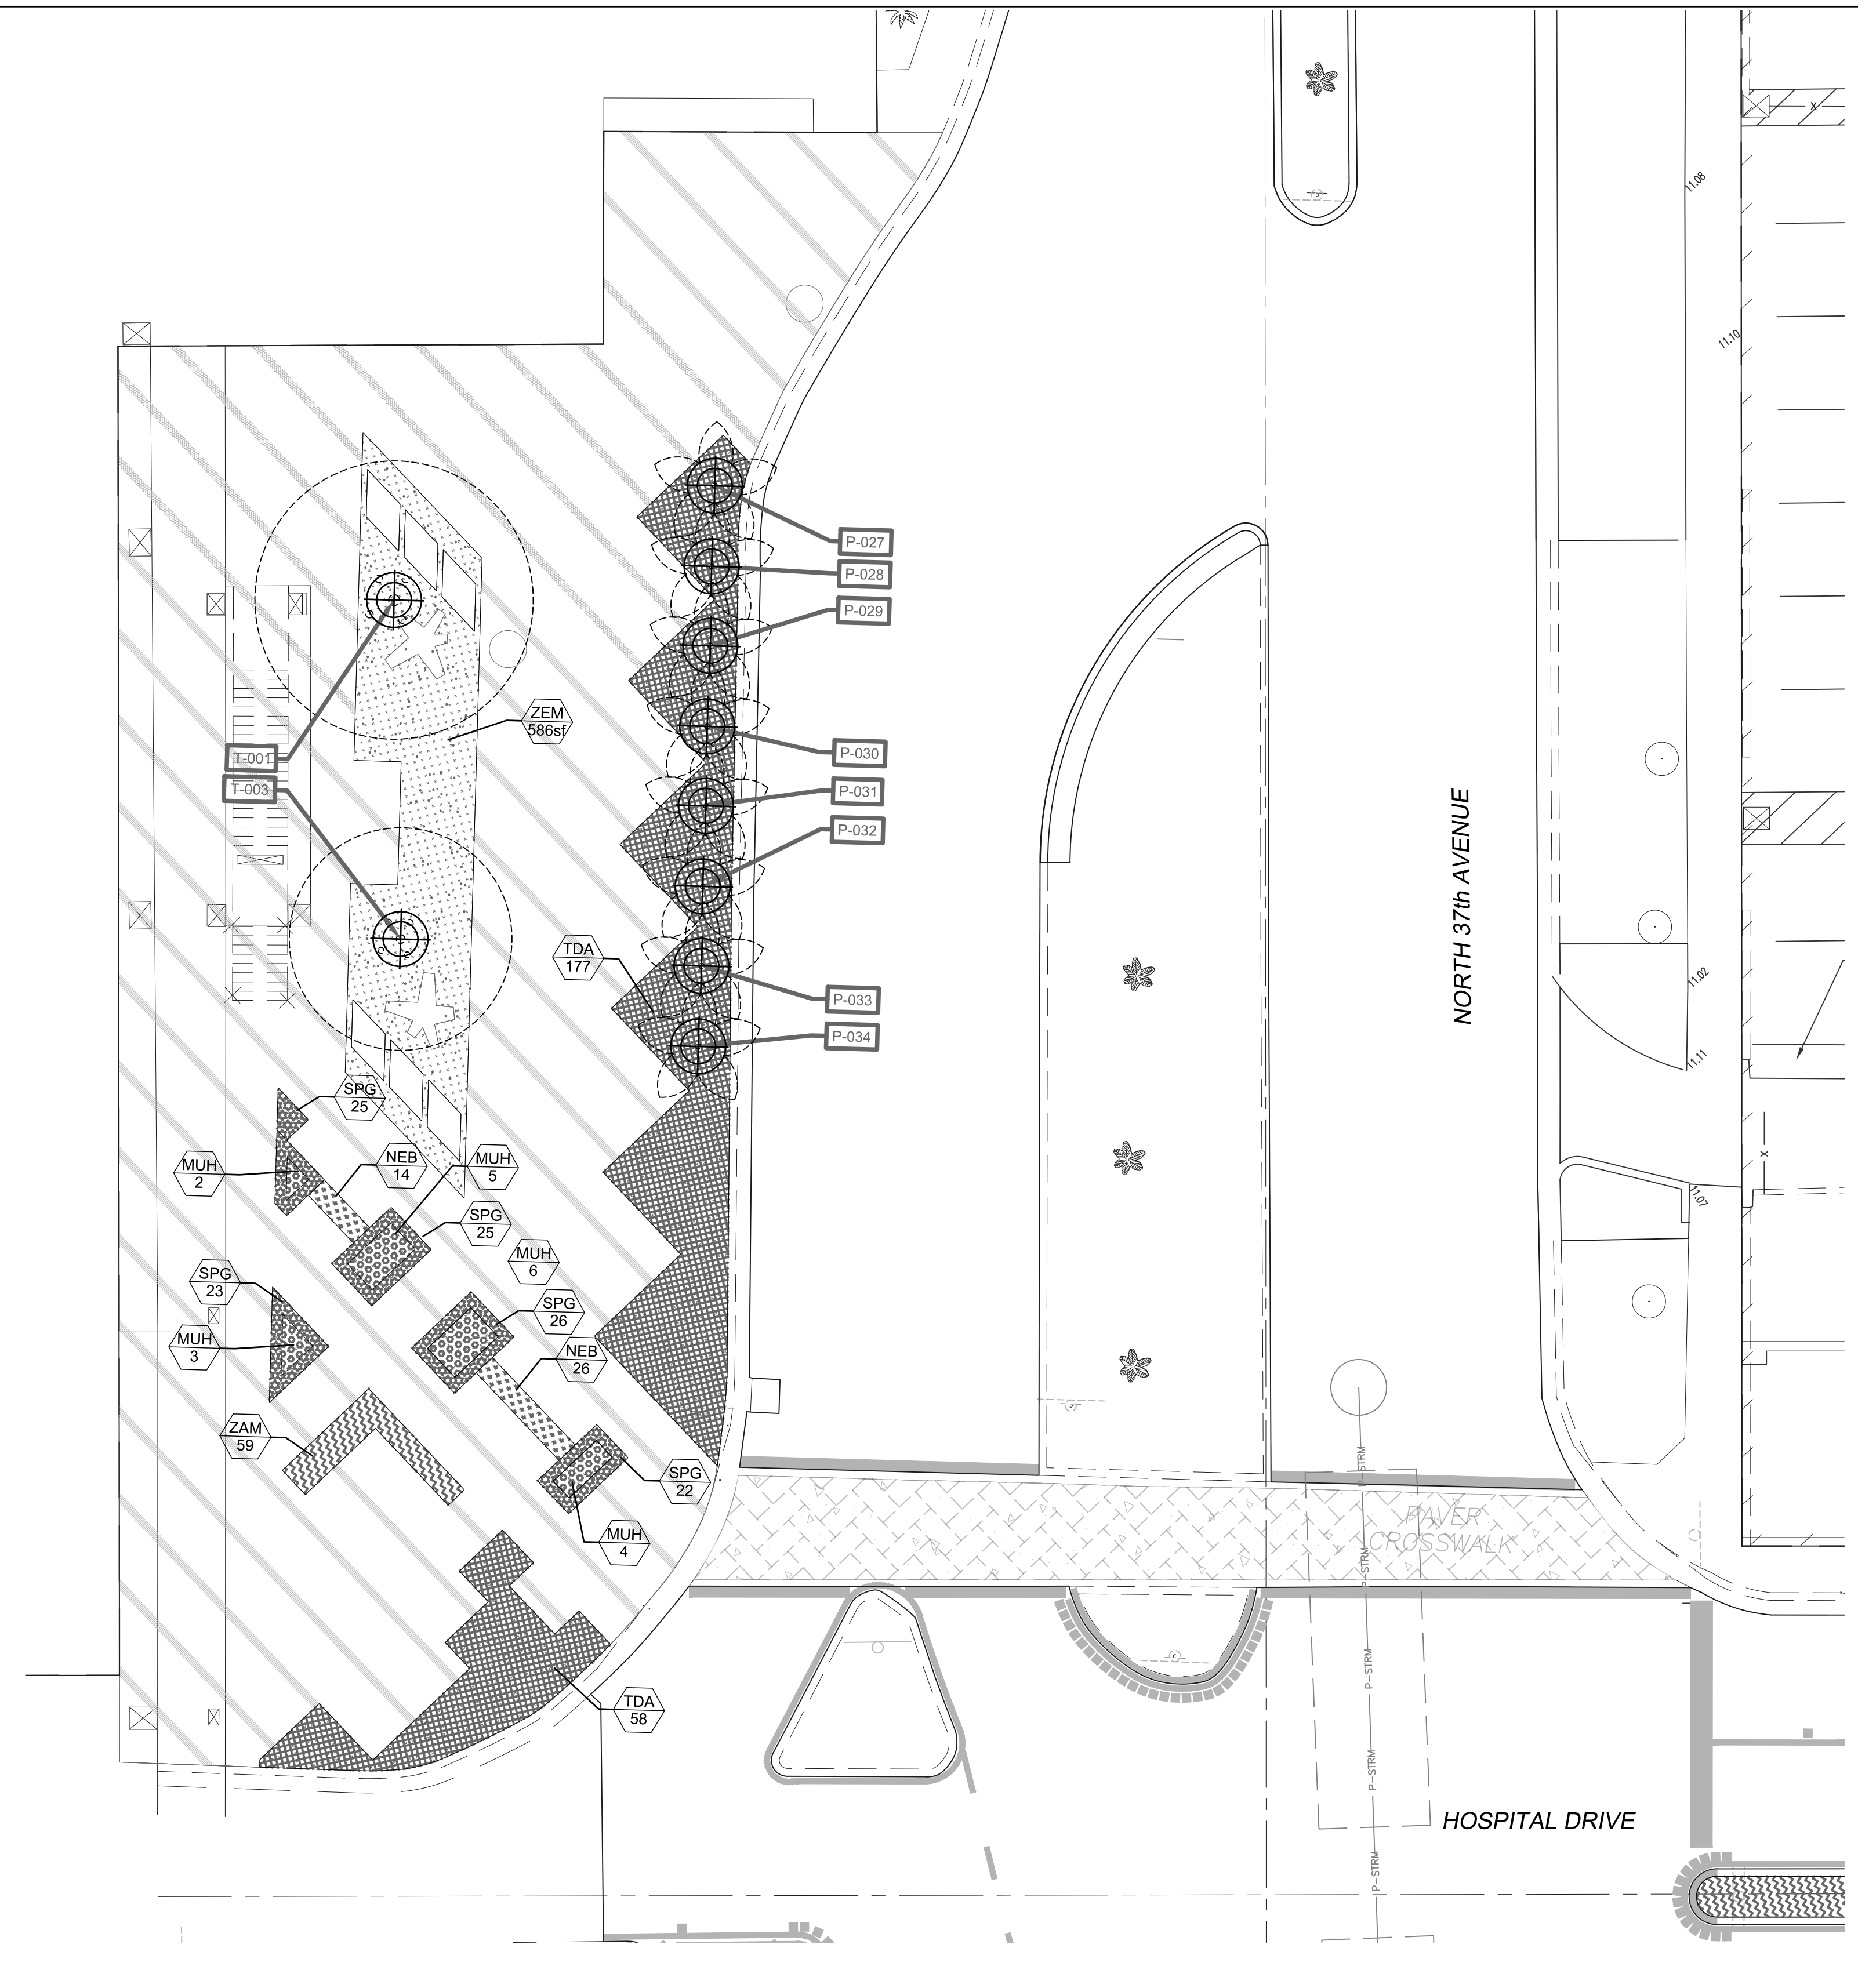 X
11.08
11.10
P-027
P-028
P-029
ZEM
586sf
P-030
T-001
T-003
P-031
P-032
NORTH 37th AVENUE
TDA
177
11.02
P-033
P-034
11.11
SPG
25
X
MUH
2
NEB
14
MUH
5
11.07
SPG
25
MUH
6
SPG
23
SPG
26
MUH
3
NEB
26
ZAM
59
SPG
22
P-STRM
PAVER
CROSSWALK
MUH
4
P-STRM
P-STRM
TDA
58
P-STRM
HOSPITAL DRIVE
P-STRM